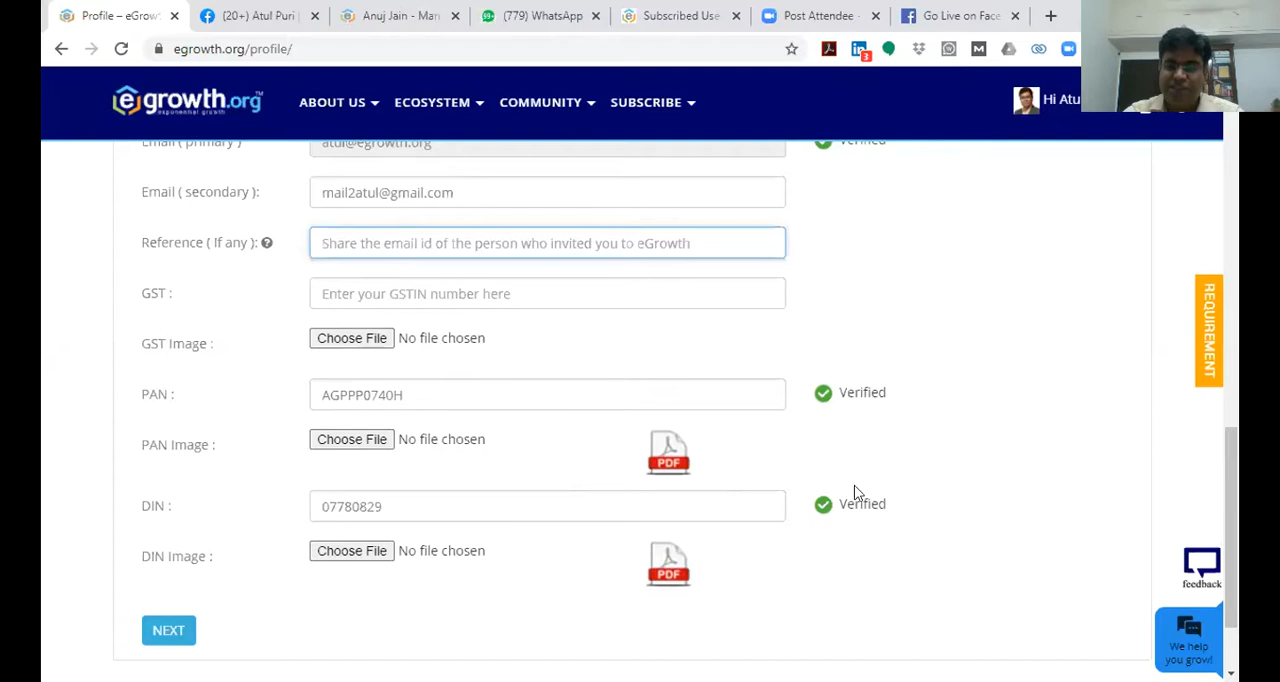 Profile – eGrow
(20+) Atul Puri |
Anuj Jain - Mar
99+ (779) WhatsApp
Subscribed Use
Post Attendee -
Go Live on Face
egrowth.org/profile/
3
egrowth.org™
exponential growth
ABOUT US ECOSYSTEM COMMUNITY SUBSCRIBE
Hi Atu
Email ( primary ) atul@egrowth.org Verified
Email ( secondary ): mail2atul@gmail.com
Reference ( If any ): Share the email id of the person who invited you to eGrowth
GST : Enter your GSTIN number here
GST Image : Choose File No file chosen
PAN : AGPPP0740H Verified
PAN Image : Choose File No file chosen PDF
DIN : 07780829 Verified
DIN Image : Choose File No file chosen PDF
NEXT
REQUIREMENT
feedback
We help
you grow!